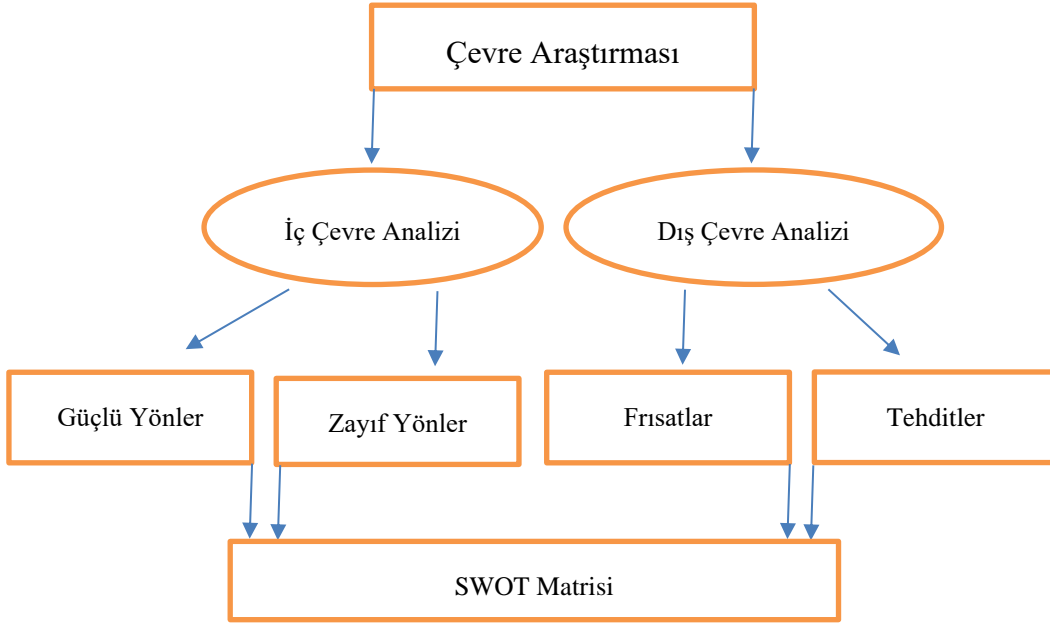 Çevre Araştırması
İç Çevre Analizi
Dış Çevre Analizi
Güçlü Yönler
Zayıf Yönler
Frısatlar
Tehditler
SWOT Matrisi